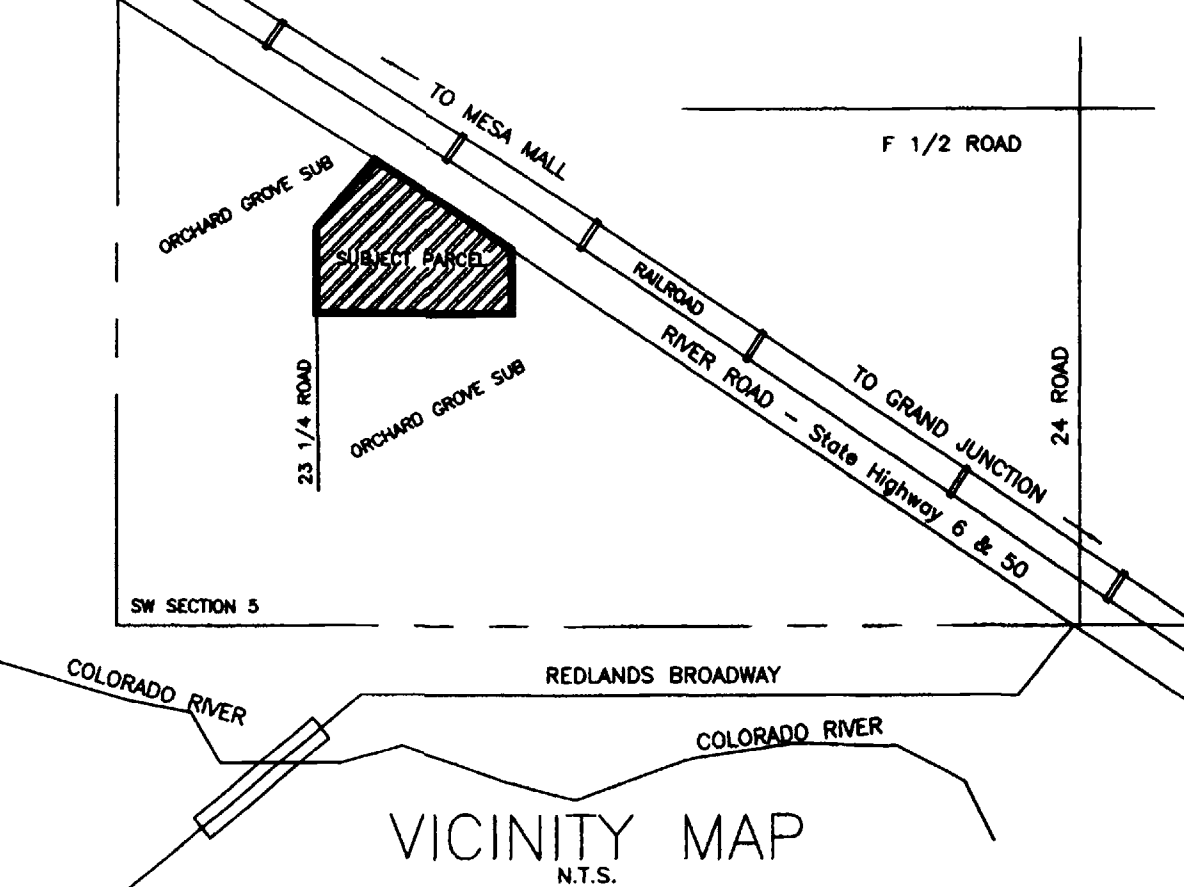 TO MESA MALL
F 1/2 ROAD
ORCHARD GROVE SUB
SUBJECT PARCEL
RAILROAD
RIVER ROAD - State Highway 6 & 50
TO GRAND JUNCTION
24 ROAD
23 1/4 ROAD
ORCHARD GROVE SUB
SW SECTION 5
COLORADO RIVER
REDLANDS BROADWAY
COLORADO RIVER
VICINITY MAP
N.T.S.